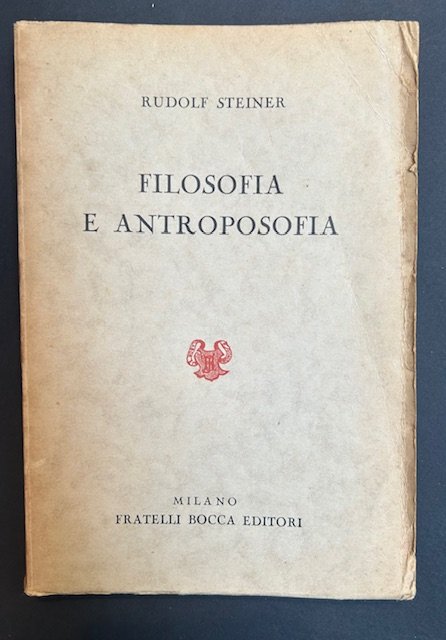 RUDOLF STEINER
FILOSOFIA
E ANTROPOSOFIA
MILANO
FRATELLI BOCCA EDITORI